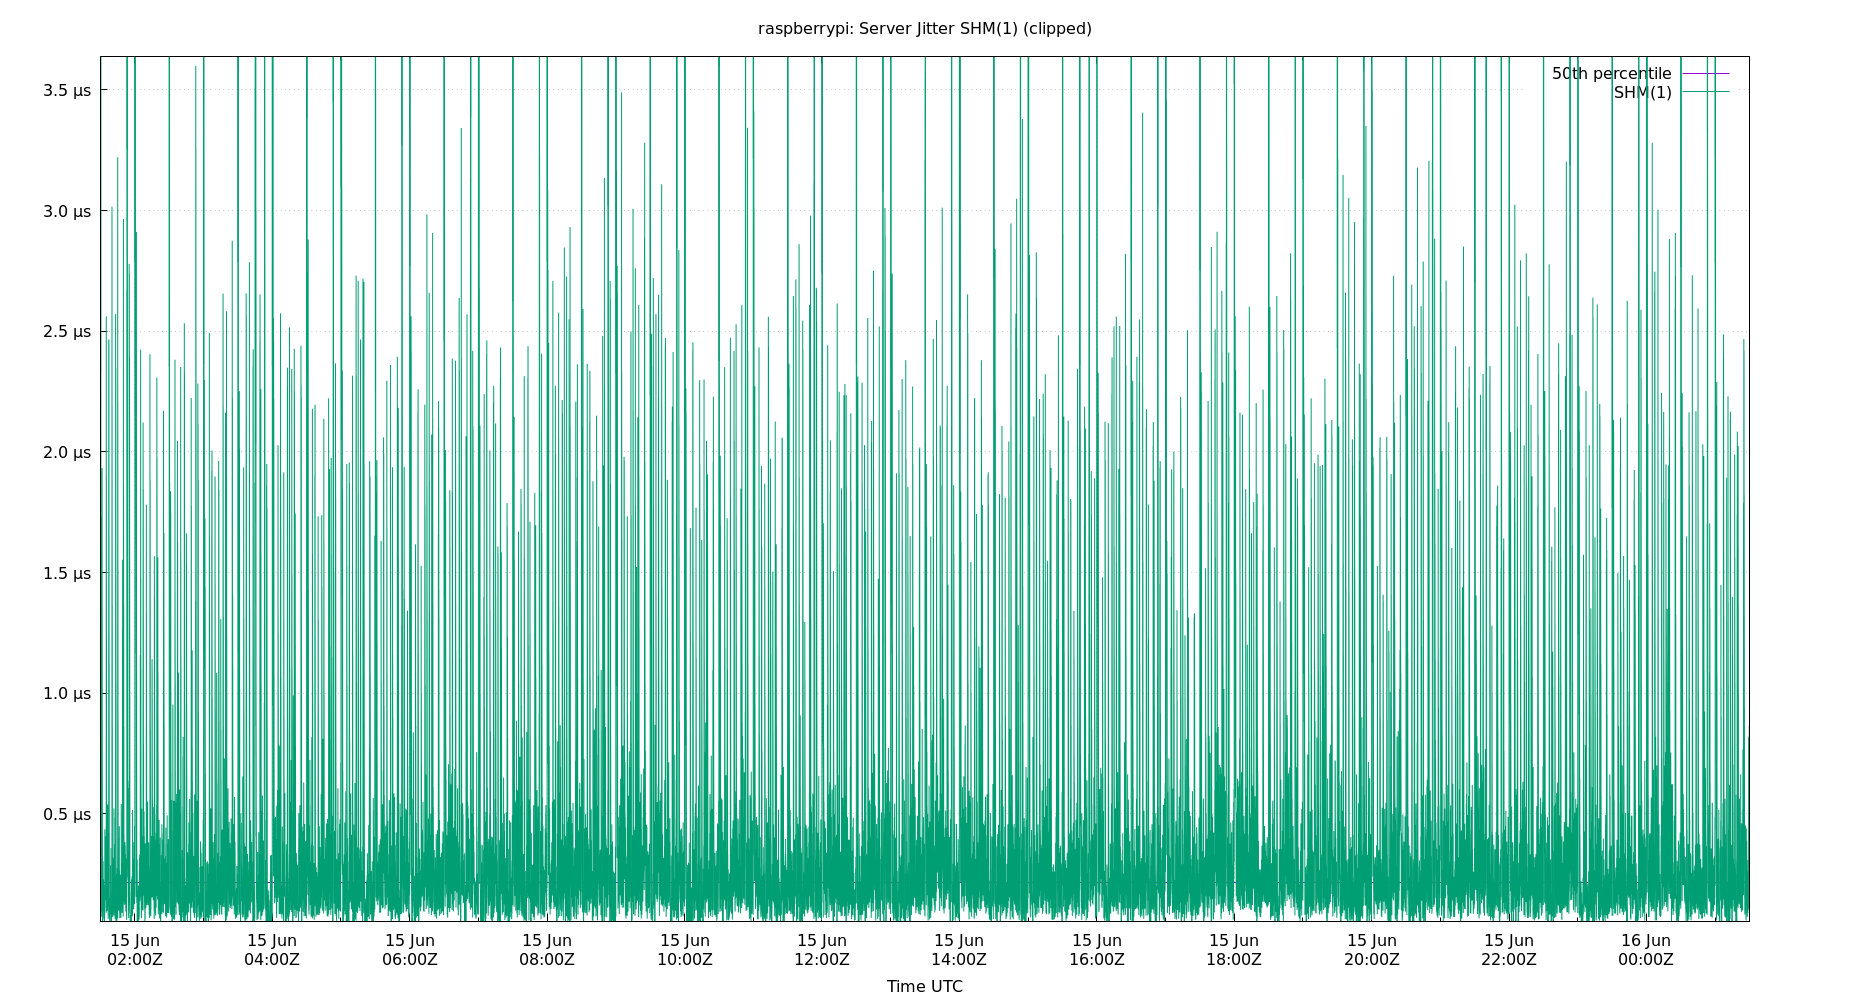 raspberrypi: Server Jitter SHM(1) (clipped)
50th percentile
SHM(1)
3.5 µs
3.0 µs
2.5 µs
2.0 µs
1.5 µs
1.0 µs
0.5 µs
15 Jun 15 Jun 15 Jun 15 Jun 15 Jun 15 Jun 15 Jun 15 Jun 15 Jun 15 Jun 15 Jun 16 Jun
02:00Z 04:00Z 06:00Z 08:00Z 10:00Z 12:00Z 14:00Z 16:00Z 18:00Z 20:00Z 22:00Z 00:00Z
Time UTC